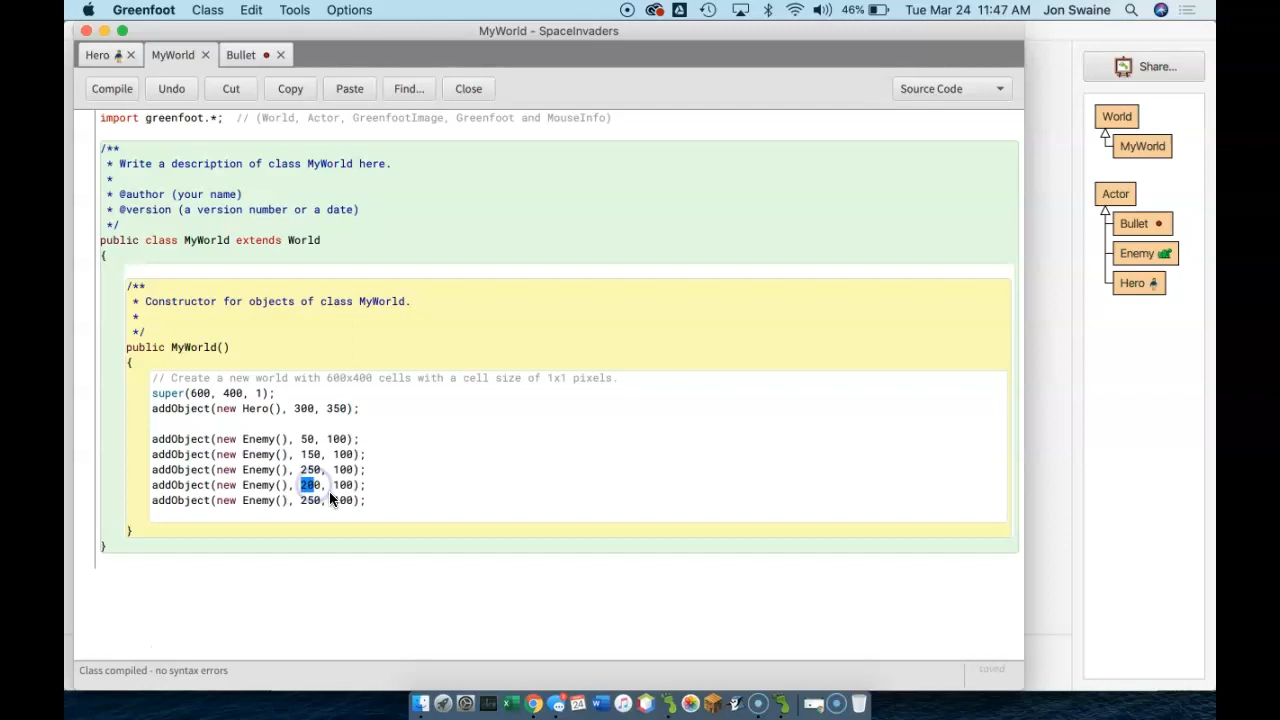 Greenfoot Class Edit Tools Options 46% Tue Mar 24 11:47 AM Jon Swaine
MyWorld - SpaceInvaders
Hero MyWorld Bullet
Compile Undo Cut Copy Paste Find... Close Source Code
Share...
import greenfoot.*; // (World, Actor, GreenfootImage, Greenfoot and MouseInfo)
/**
* Write a description of class MyWorld here.
*
* @author (your name)
* @version (a version number or a date)
*/
public class MyWorld extends World
{
/**
* Constructor for objects of class MyWorld.
*
*/
public MyWorld()
{
// Create a new world with 600x400 cells with a cell size of 1x1 pixels.
super(600, 400, 1);
addObject(new Hero(), 300, 350);
addObject(new Enemy(), 50, 100);
addObject(new Enemy(), 150, 100);
addObject(new Enemy(), 250, 100);
addObject(new Enemy(), 200, 100);
addObject(new Enemy(), 250, 100);
}
}
World
MyWorld
Actor
Bullet
Enemy
Hero
Class compiled - no syntax errors
saved